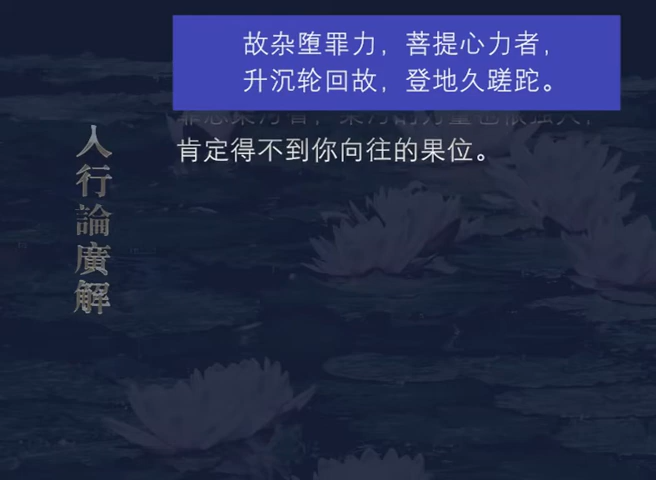 故杂堕罪力，菩提心力者，
升沉轮回故，登地久蹉跎。
肯定得不到你向往的果位。
入行論廣解